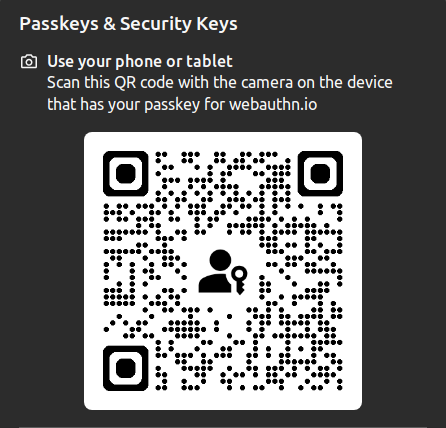 Passkeys & Security Keys
Use your phone or tablet
Scan this QR code with the camera on the device
that has your passkey for webauthn.io